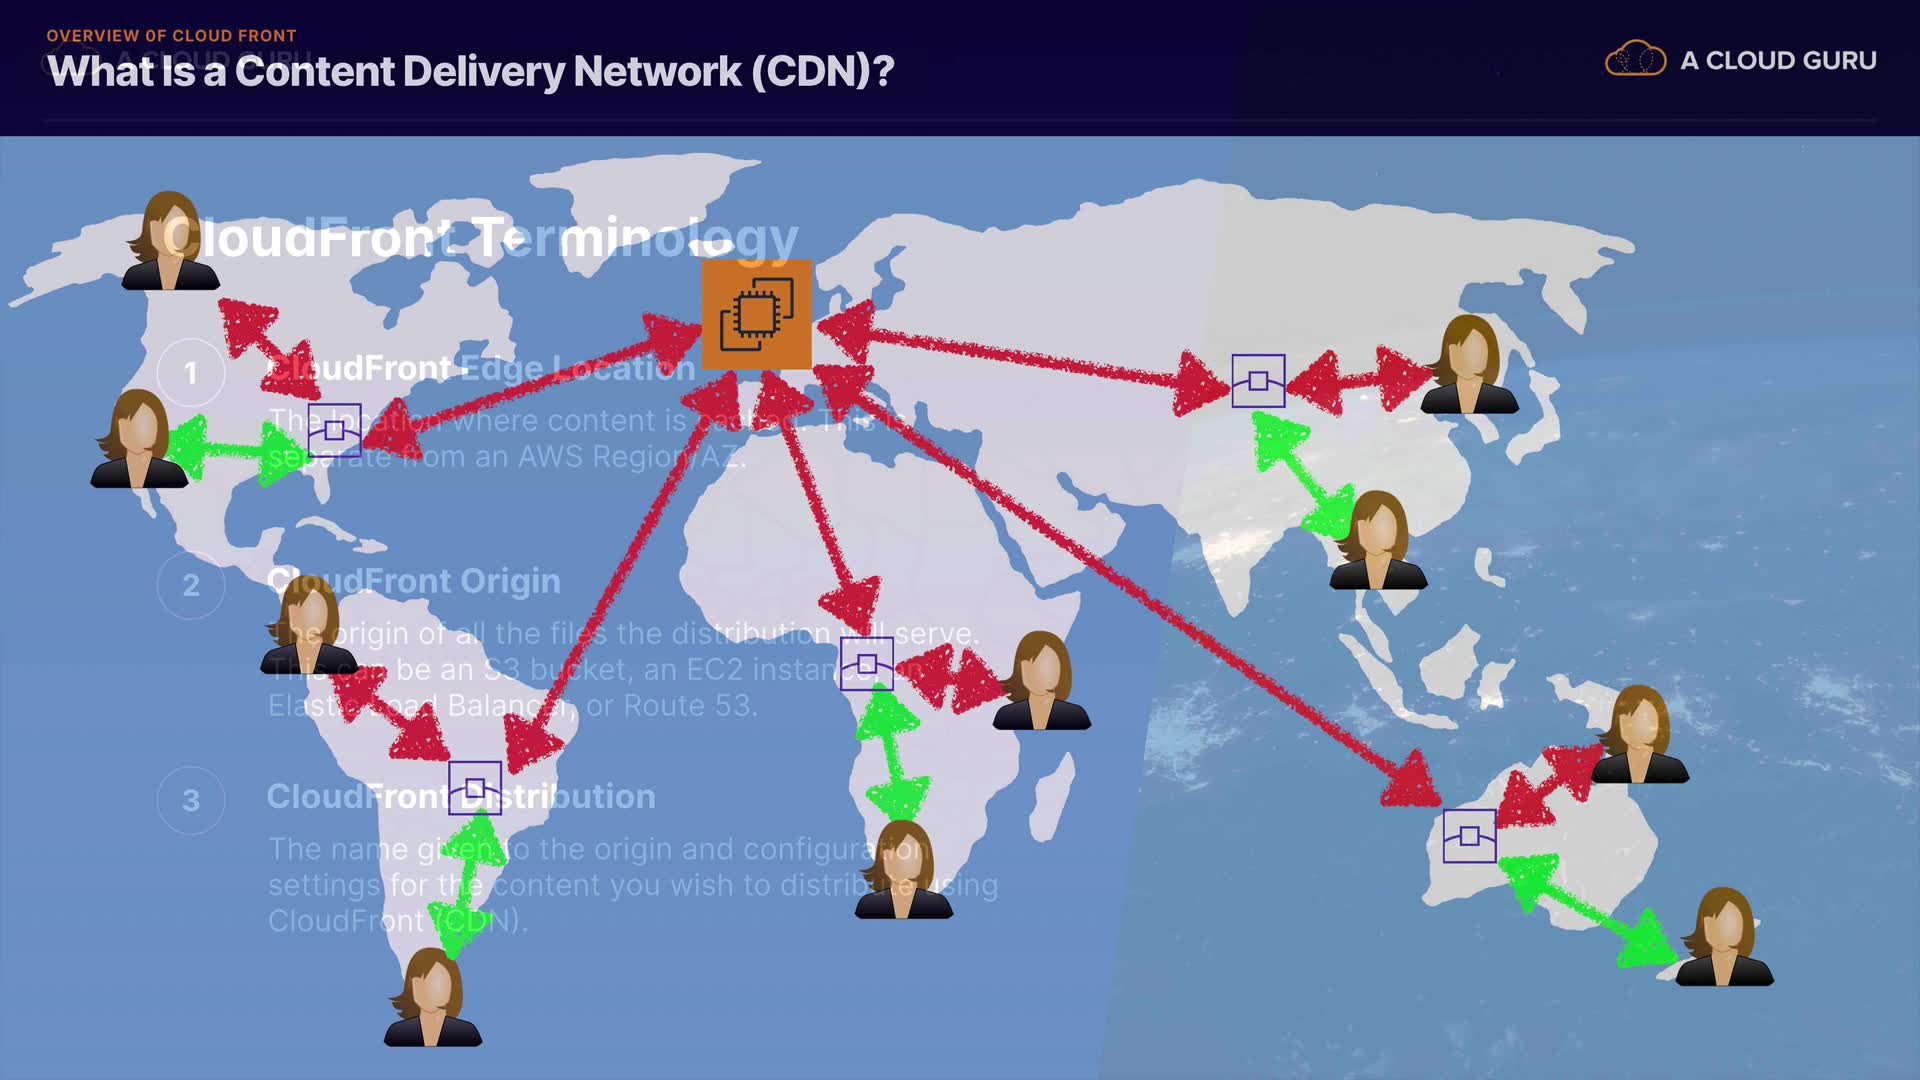 OVERVIEW 0F CLOUD FRONT
What Is a Content Delivery Network (CDN)?
A CLOUD GURU
A CLOUD GURU
CloudFront Terminology
1
CloudFront Edge Location
The location where content is cached. This is
separate from an AWS Region/AZ.
2
CloudFront Origin
The origin of all the files the distribution will serve.
This can be an S3 bucket, an EC2 instance, an
Elastic Load Balancer, or Route 53.
3
CloudFront Distribution
The name given to the origin and configuration
settings for the content you wish to distribute using
CloudFront (CDN).